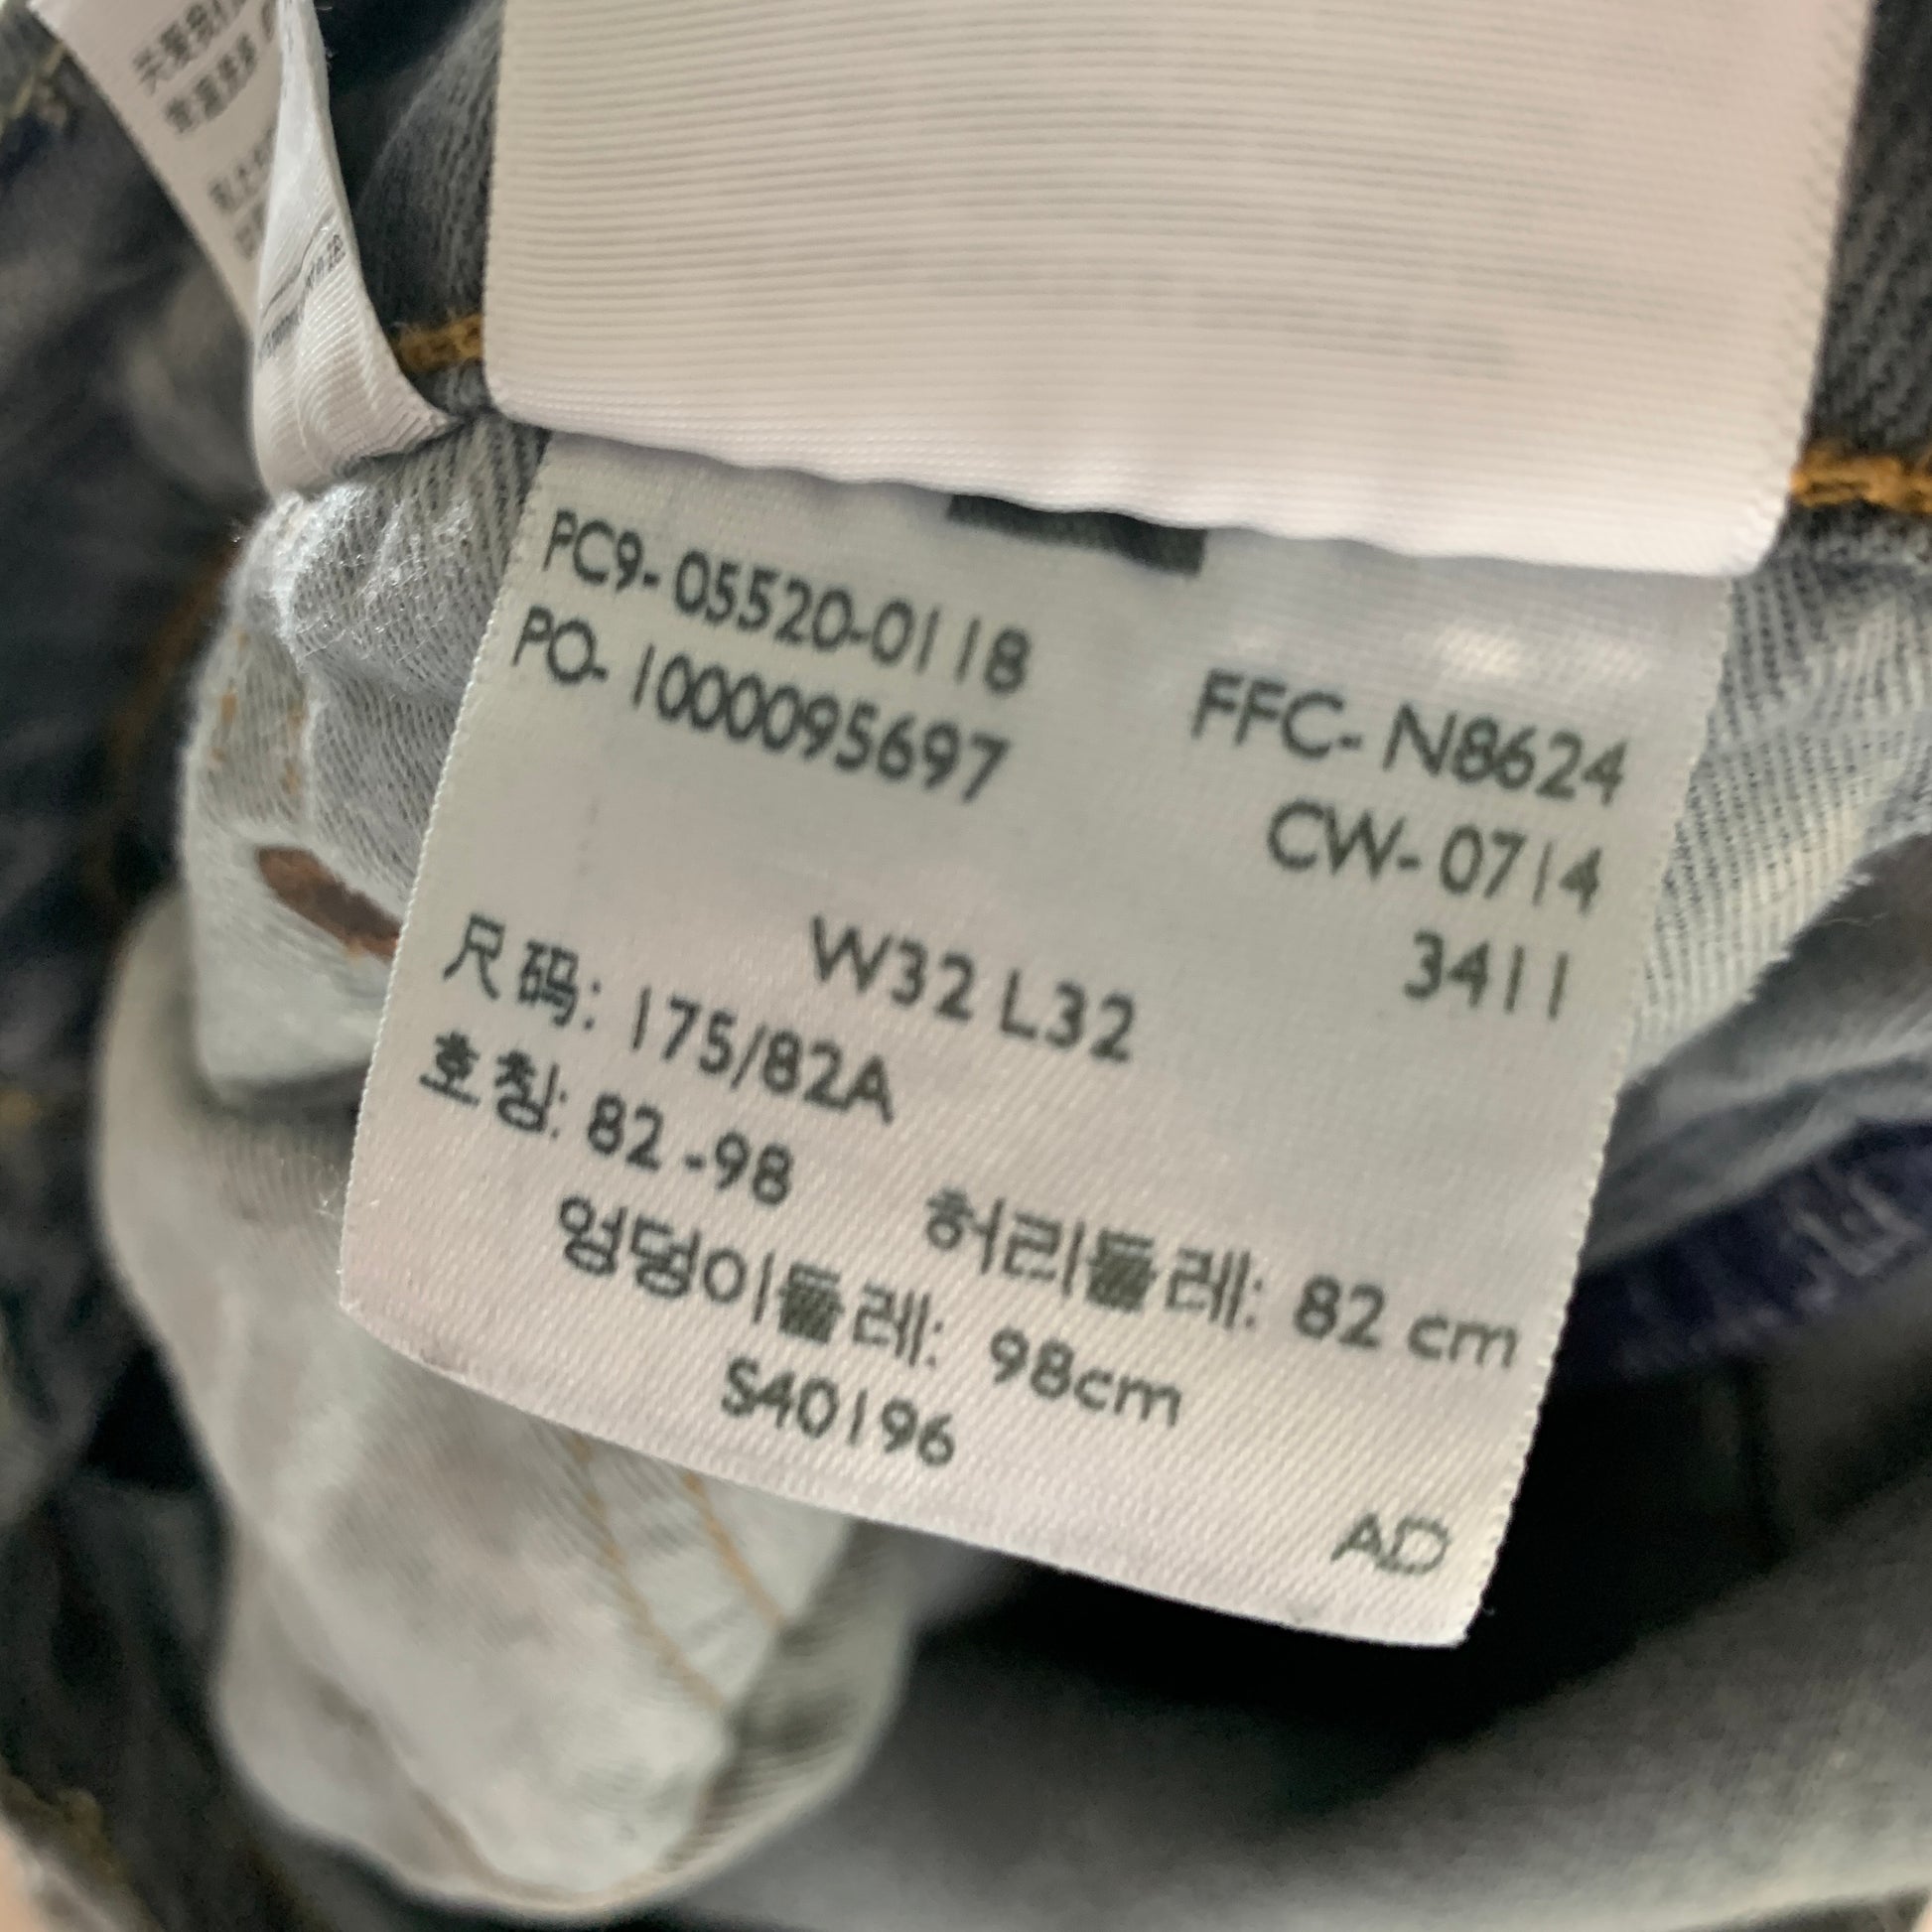 PC9-05520-0118
PO-1000095697
FFC-N8624
CW-0714
3411
W32 L32
尺码: 175/82A
호칭: 82-98
허리둘레: 82 cm
엉덩이둘레: 98cm
S40196
AD